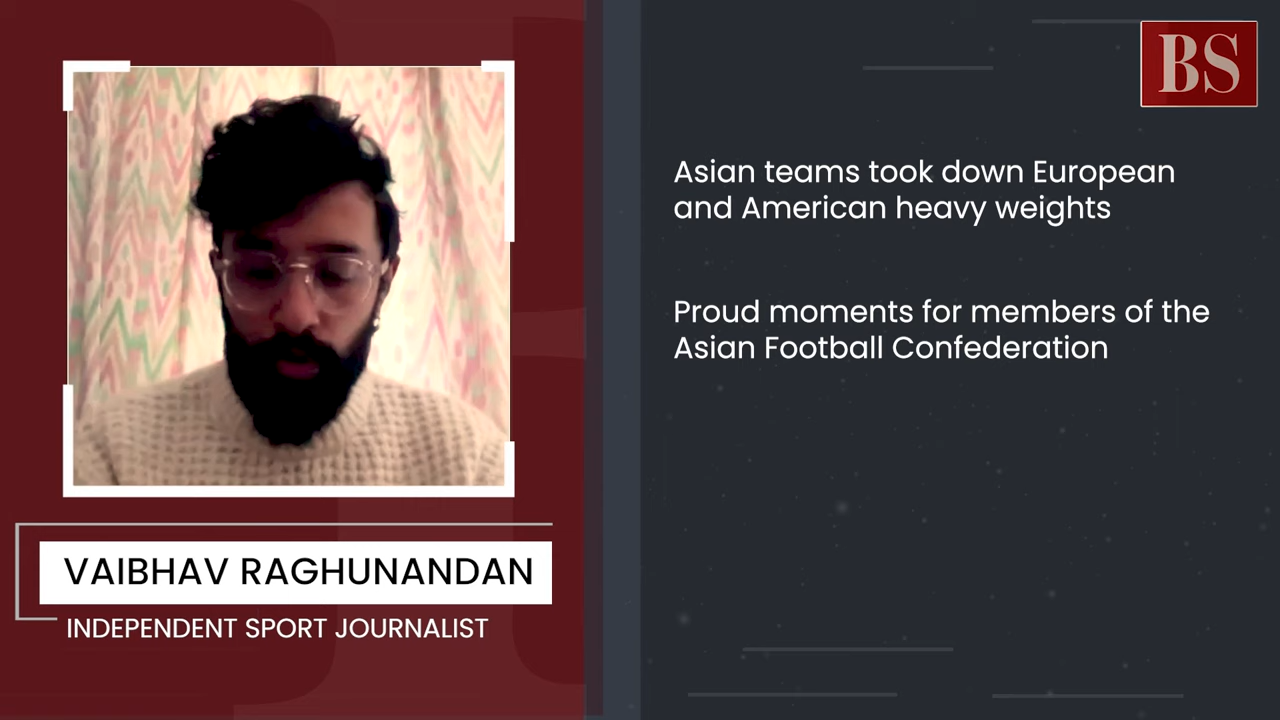 BS
Asian teams took down European
and American heavy weights
Proud moments for members of the
Asian Football Confederation
VAIBHAV RAGHUNANDAN
INDEPENDENT SPORT JOURNALIST